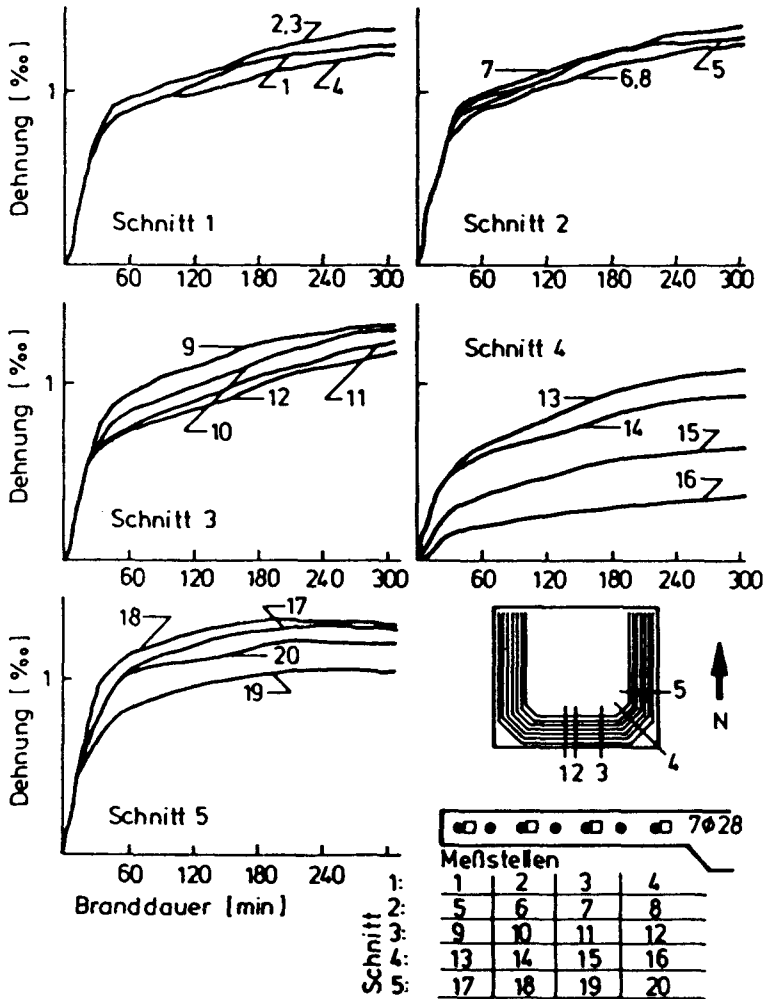 Dehnung [‰]
1
2,3
1
4
Schnitt 1
60 120 180 240 300
1
7
6,8
5
Schnitt 2
60 120 180 240 300
Dehnung [‰]
1
9
12
10
11
Schnitt 3
60 120 180 240 300
Schnitt 4
13
14
15
16
60 120 180 240 300
Dehnung [‰]
1
18
17
20
19
Schnitt 5
60 120 180 240
Branddauer [min]
5
4
1 2 3
N
7ϕ28
Meßstellen
Schnitt
1: 1 2 3 4
2: 5 6 7 8
3: 9 10 11 12
4: 13 14 15 16
5: 17 18 19 20